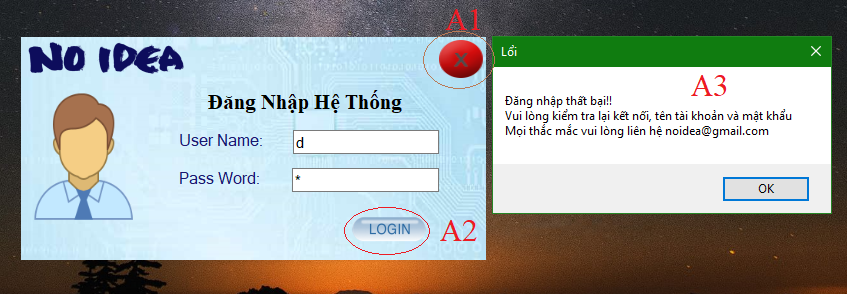 A1
NO IDEA
X
Đăng Nhập Hệ Thống
User Name:
d
Pass Word:
*
LOGIN
A2
Lổi
A3
Đăng nhập thất bại!!
Vui lòng kiểm tra lại kết nối, tên tài khoản và mật khẩu
Mọi thắc mắc vui lòng liên hệ noidea@gmail.com
OK